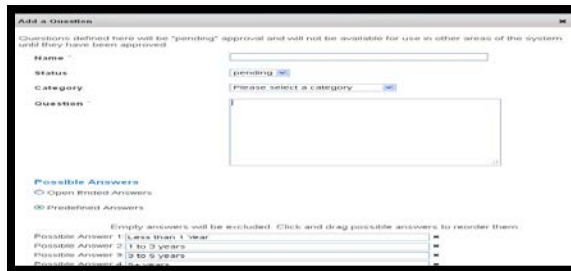 Add a Question
Questions defined here will be "pending" approval and will not be available for use in other areas of the system
until they have been approved
Name *
Status
pending
Category
Please select a category
Question *
Possible Answers
Open Ended Answers
Predefined Answers
Empty answers will be excluded. Click and drag possible answers to reorder them
Possible Answer 1 Less than 1 Year
Possible Answer 2 1 to 3 years
Possible Answer 3 3 to 5 years
Possible Answer 4 5+ years